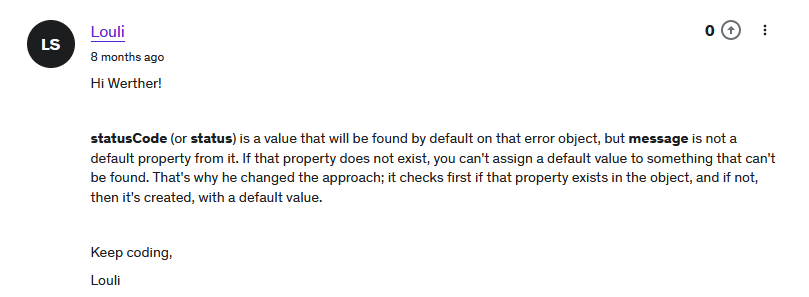 LS
Louli
0
8 months ago
Hi Werther!
statusCode (or status) is a value that will be found by default on that error object, but message is not a
default property from it. If that property does not exist, you can't assign a default value to something that can't
be found. That's why he changed the approach; it checks first if that property exists in the object, and if not,
then it's created, with a default value.
Keep coding,
Louli